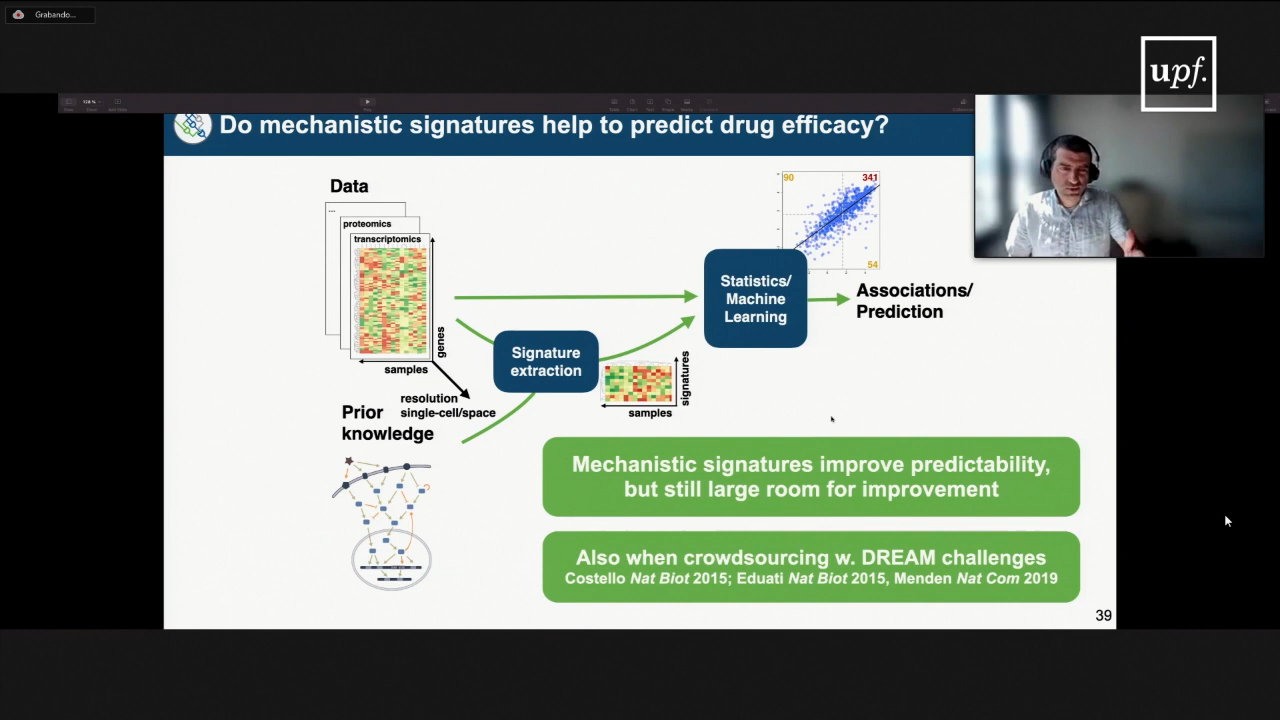 Grabando...
upf.
128 %
Do mechanistic signatures help to predict drug efficacy?
Data
...
proteomics
transcriptomics
genes
samples
resolution
single-cell/space
Prior
knowledge
Signature
extraction
signatures
samples
90
341
54
Statistics/
Machine
Learning
Associations/
Prediction
Mechanistic signatures improve predictability,
but still large room for improvement
Also when crowdsourcing w. DREAM challenges
Costello Nat Biot 2015; Eduati Nat Biot 2015, Menden Nat Com 2019
39